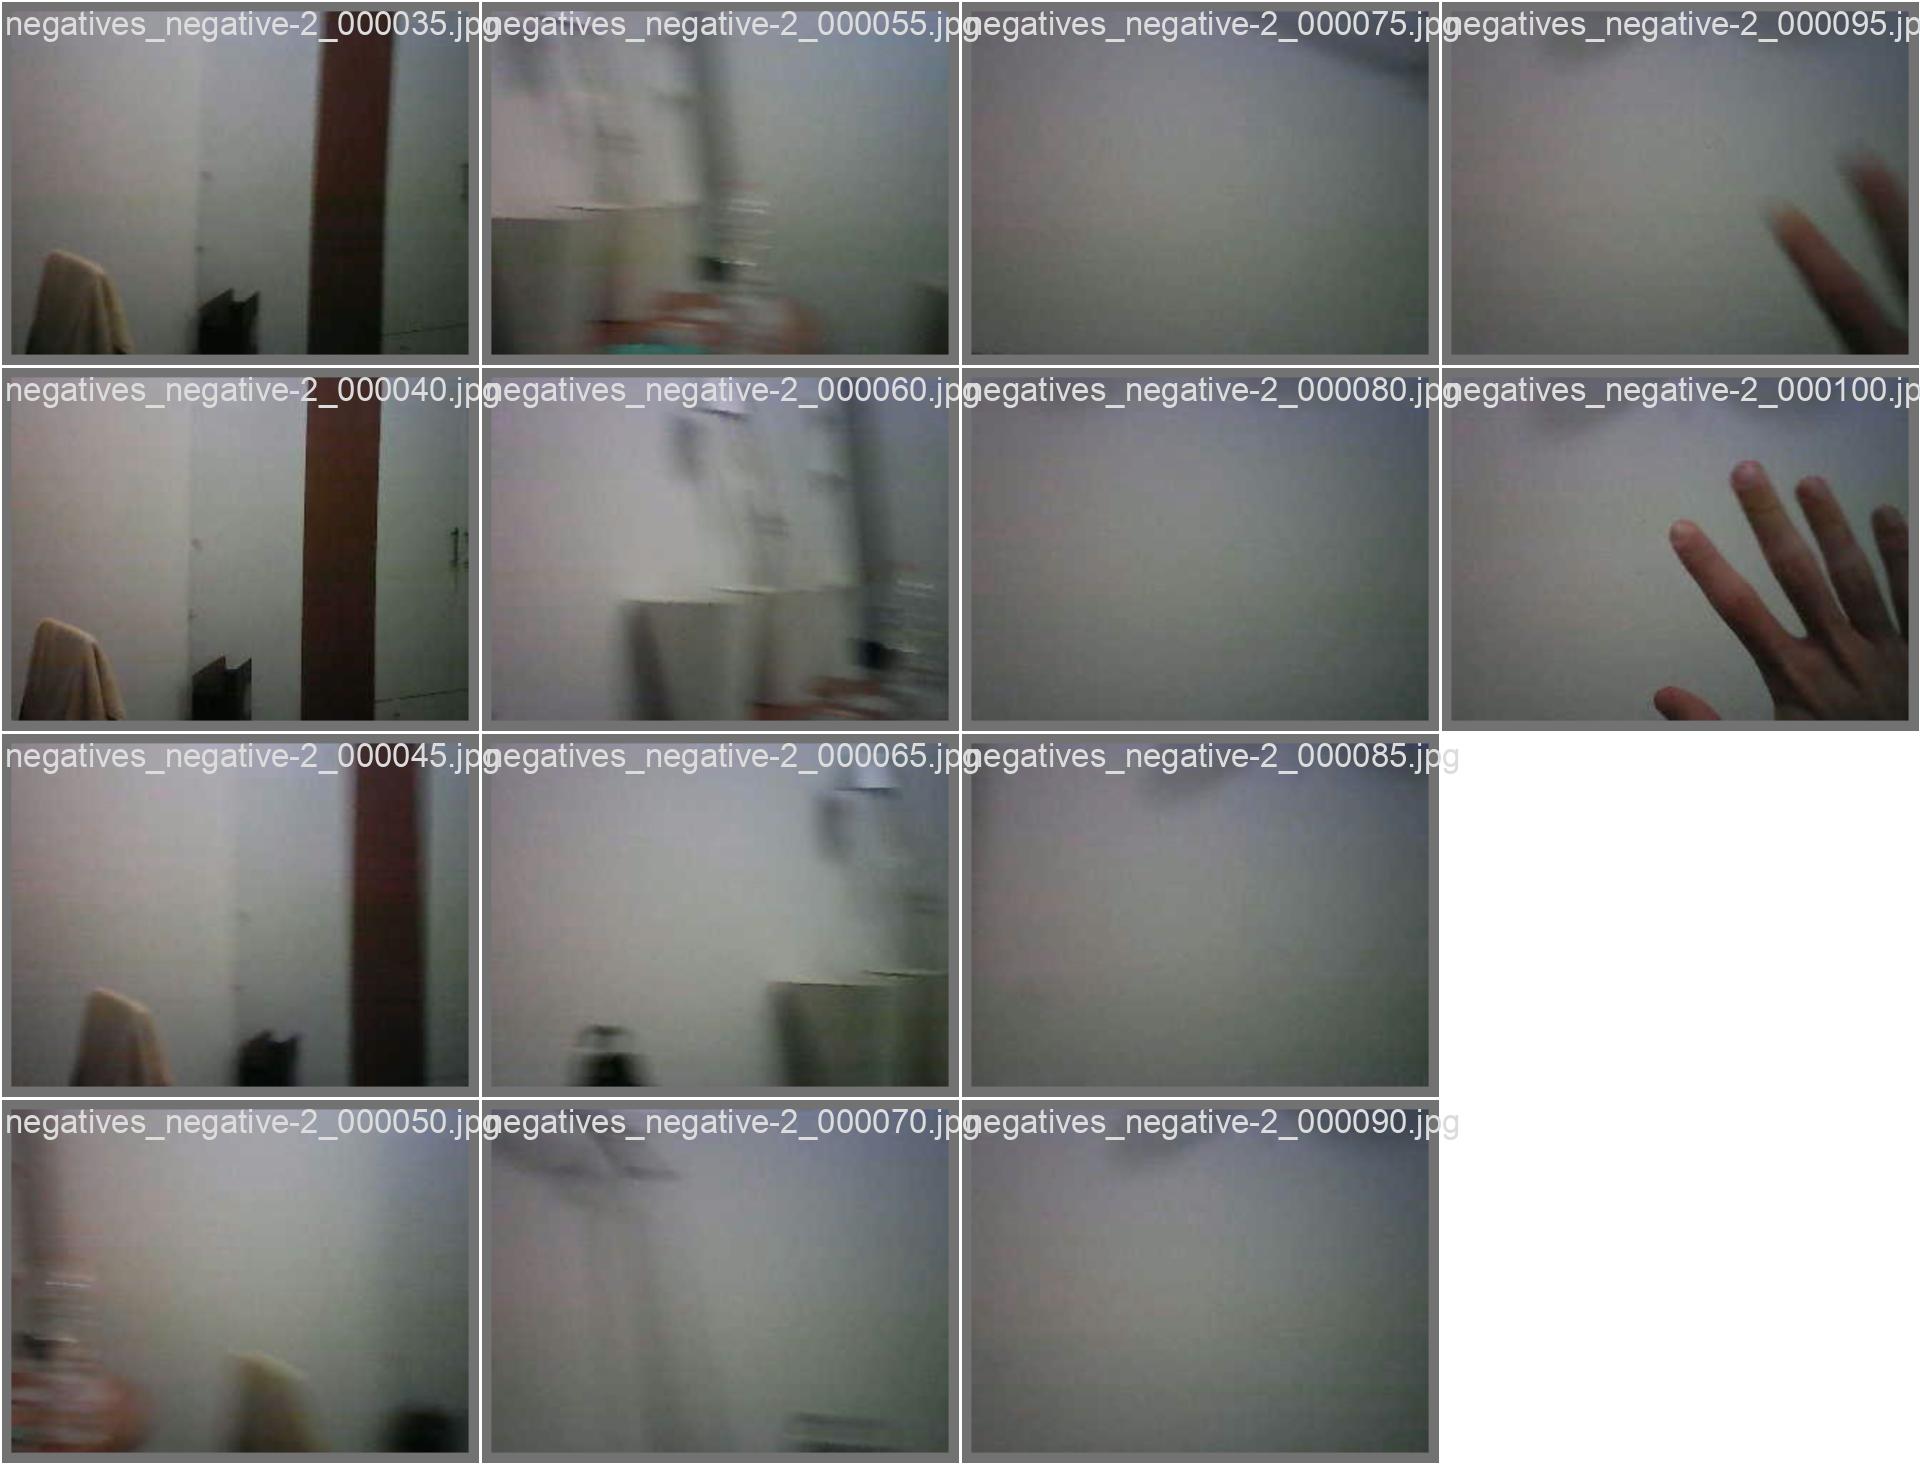 negatives_negative-2_000035.jpg
negatives_negative-2_000055.jpg
negatives_negative-2_000075.jpg
negatives_negative-2_000095.jp
negatives_negative-2_000040.jpg
negatives_negative-2_000060.jpg
negatives_negative-2_000080.jpg
negatives_negative-2_000100.jp
negatives_negative-2_000045.jpg
negatives_negative-2_000065.jpg
negatives_negative-2_000085.jpg
negatives_negative-2_000050.jpg
negatives_negative-2_000070.jpg
negatives_negative-2_000090.jpg